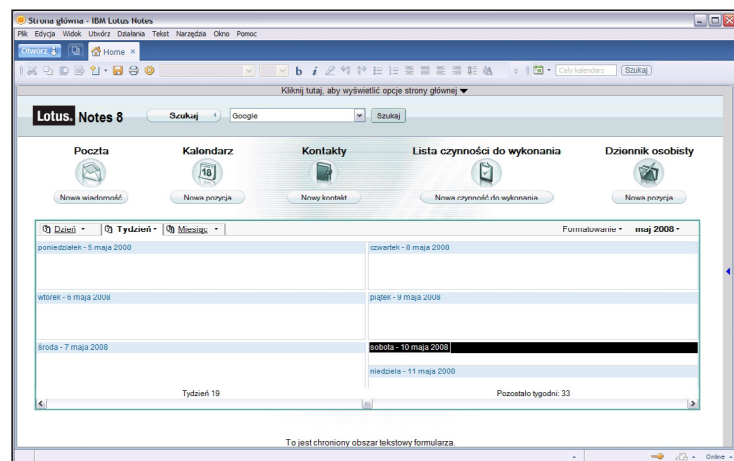 Strona główna - IBM Lotus Notes
Plik Edycja Widok Utwórz Działania Tekst Narzędzia Okno Pomoc
Otwórz Home ×
b i Cały kalendarz Szukaj
Kliknij tutaj, aby wyświetlić opcje strony głównej
Lotus. Notes 8 Szukaj Google Szukaj
Poczta Kalendarz Kontakty Lista czynności do wykonania Dziennik osobisty
18
Nowa wiadomość Nowa pozycja Nowy kontakt Nowa czynność do wykonania Nowa pozycja
Dzień Tydzień Miesiąc Formatowanie maj 2008
poniedziałek - 5 maja 2008 czwartek - 8 maja 2008
wtorek - 6 maja 2008 piątek - 9 maja 2008
środa - 7 maja 2008 sobota - 10 maja 2008
niedziela - 11 maja 2008
Tydzień 19 Pozostało tygodni: 33
To jest chroniony obszar tekstowy formularza.
Online